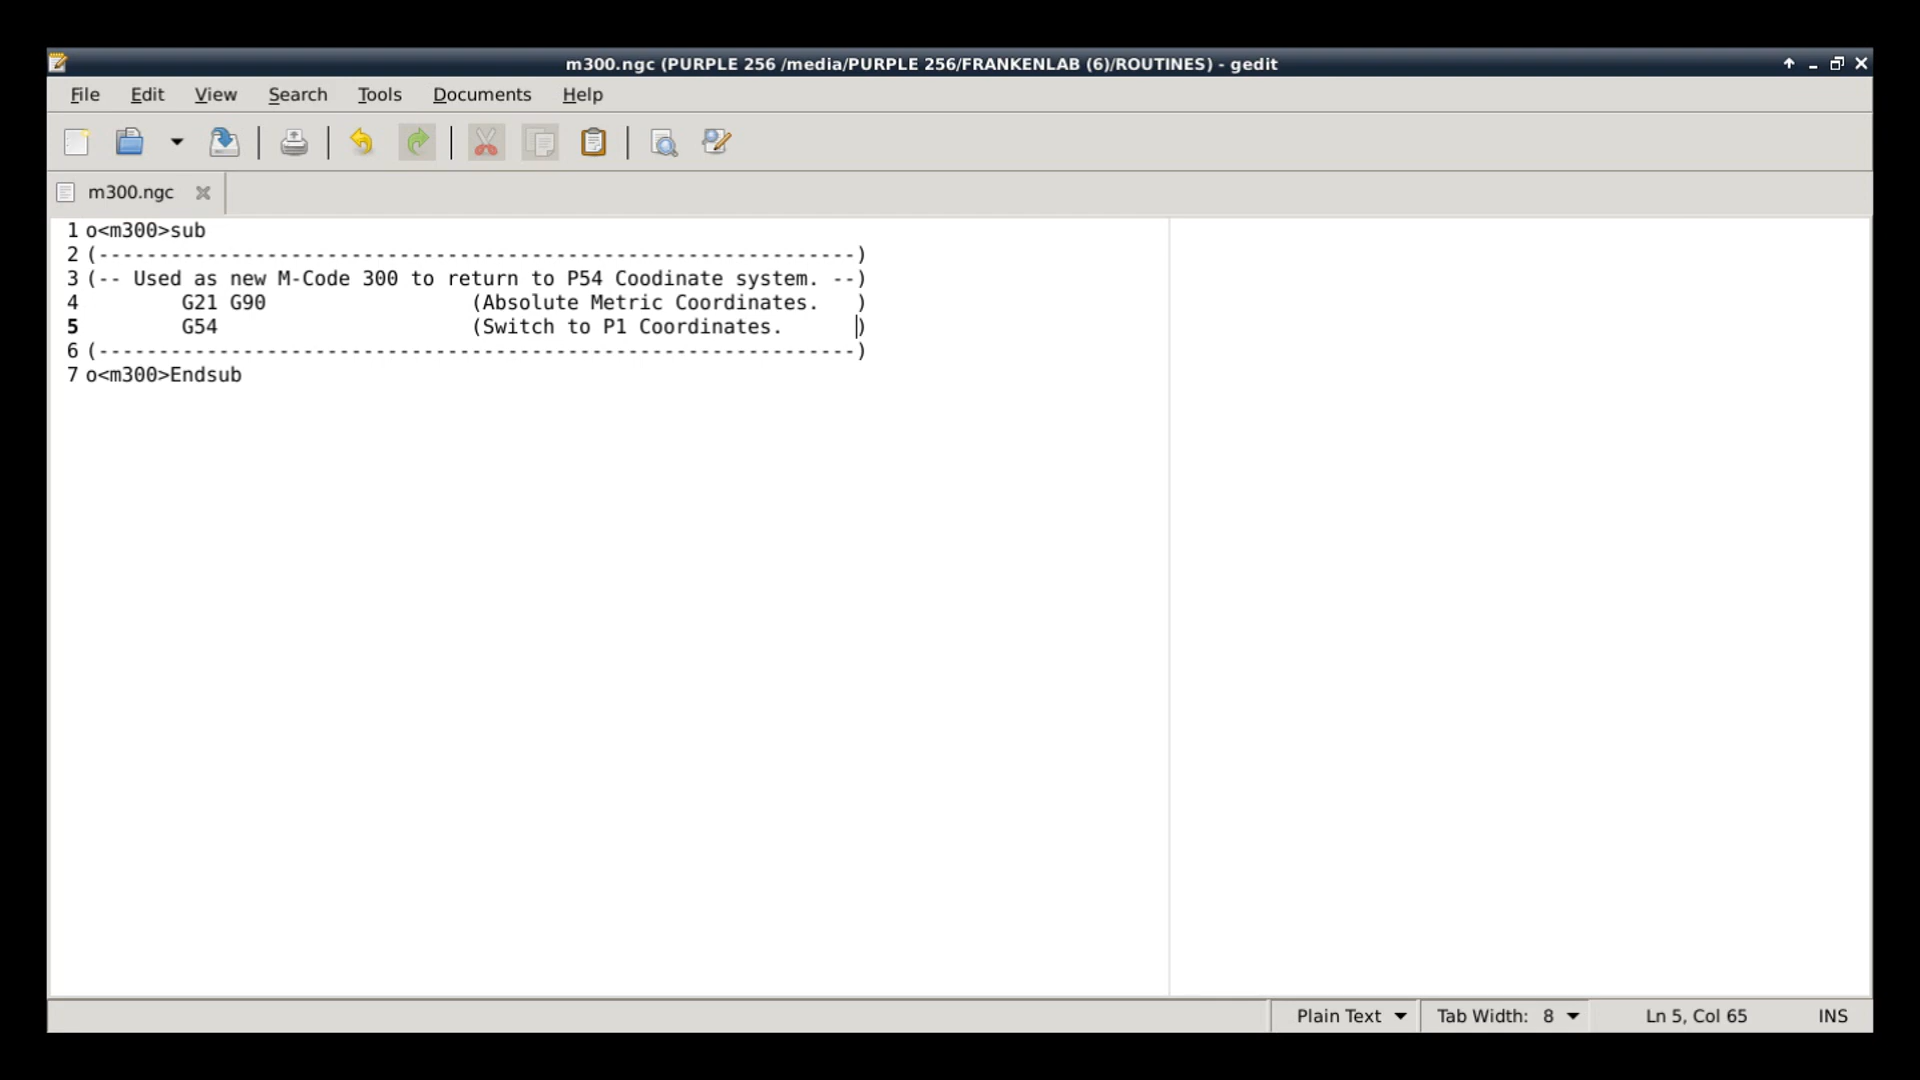 m300.ngc (PURPLE 256 /media/PURPLE 256/FRANKENLAB (6)/ROUTINES) - gedit
File Edit View Search Tools Documents Help
m300.ngc
1 o<m300>sub
2 (---------------------------------------------------------------)
3 (-- Used as new M-Code 300 to return to P54 Coodinate system. --)
4         G21 G90                 (Absolute Metric Coordinates.   )
5         G54                     (Switch to P1 Coordinates.      )
6 (---------------------------------------------------------------)
7 o<m300>Endsub
Plain Text Tab Width: 8 Ln 5, Col 65 INS